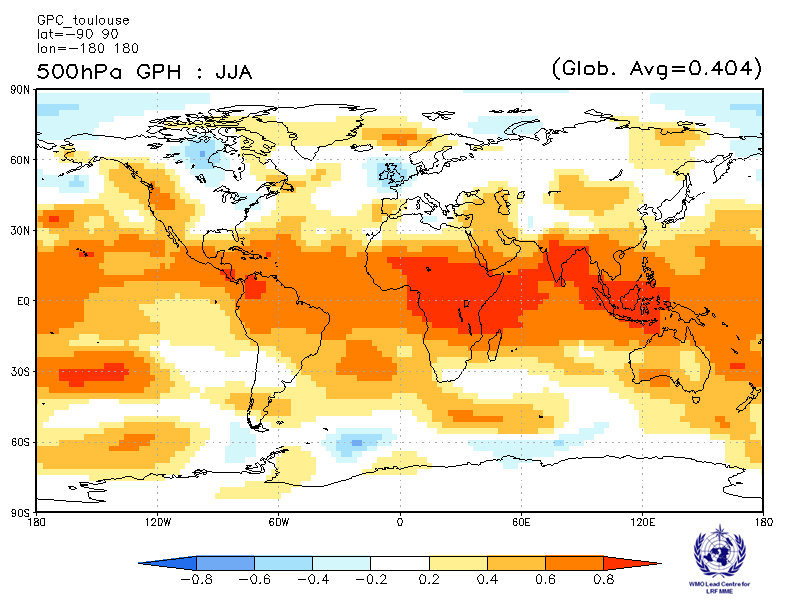 GPC_toulouse
lat=-90 90
lon=-180 180
500hPa GPH : JJA
(Glob. Avg=0.404)
90N
60N
30N
EQ
30S
60S
90S
180
120W
60W
0
60E
120E
180
-0.8
-0.6
-0.4
-0.2
0.2
0.4
0.6
0.8
WMO Lead Centre for
LRF MME